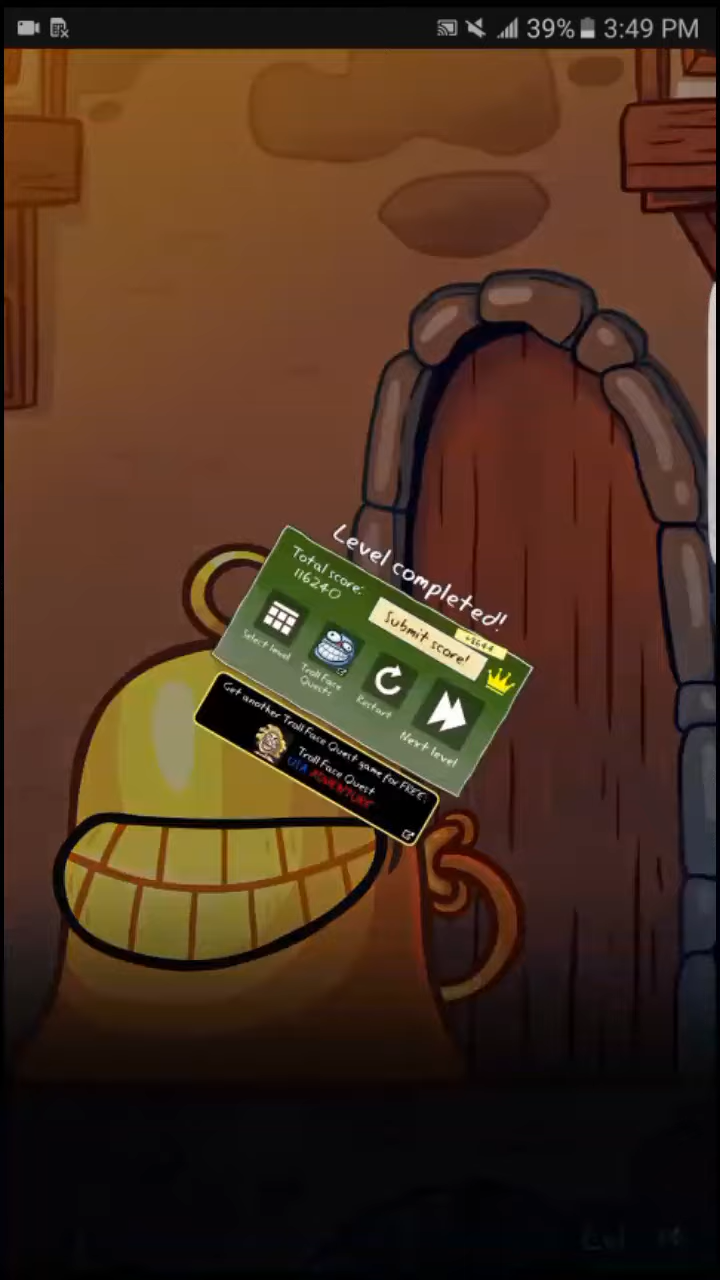 39% 3:49 PM
Level completed!
Total score:
116240
Submit score!
Select level
Troll Face
Quests
Restart
Next level
Get another Troll Face Quest game for FREE:
Troll Face Quest
USA ADVENTURE